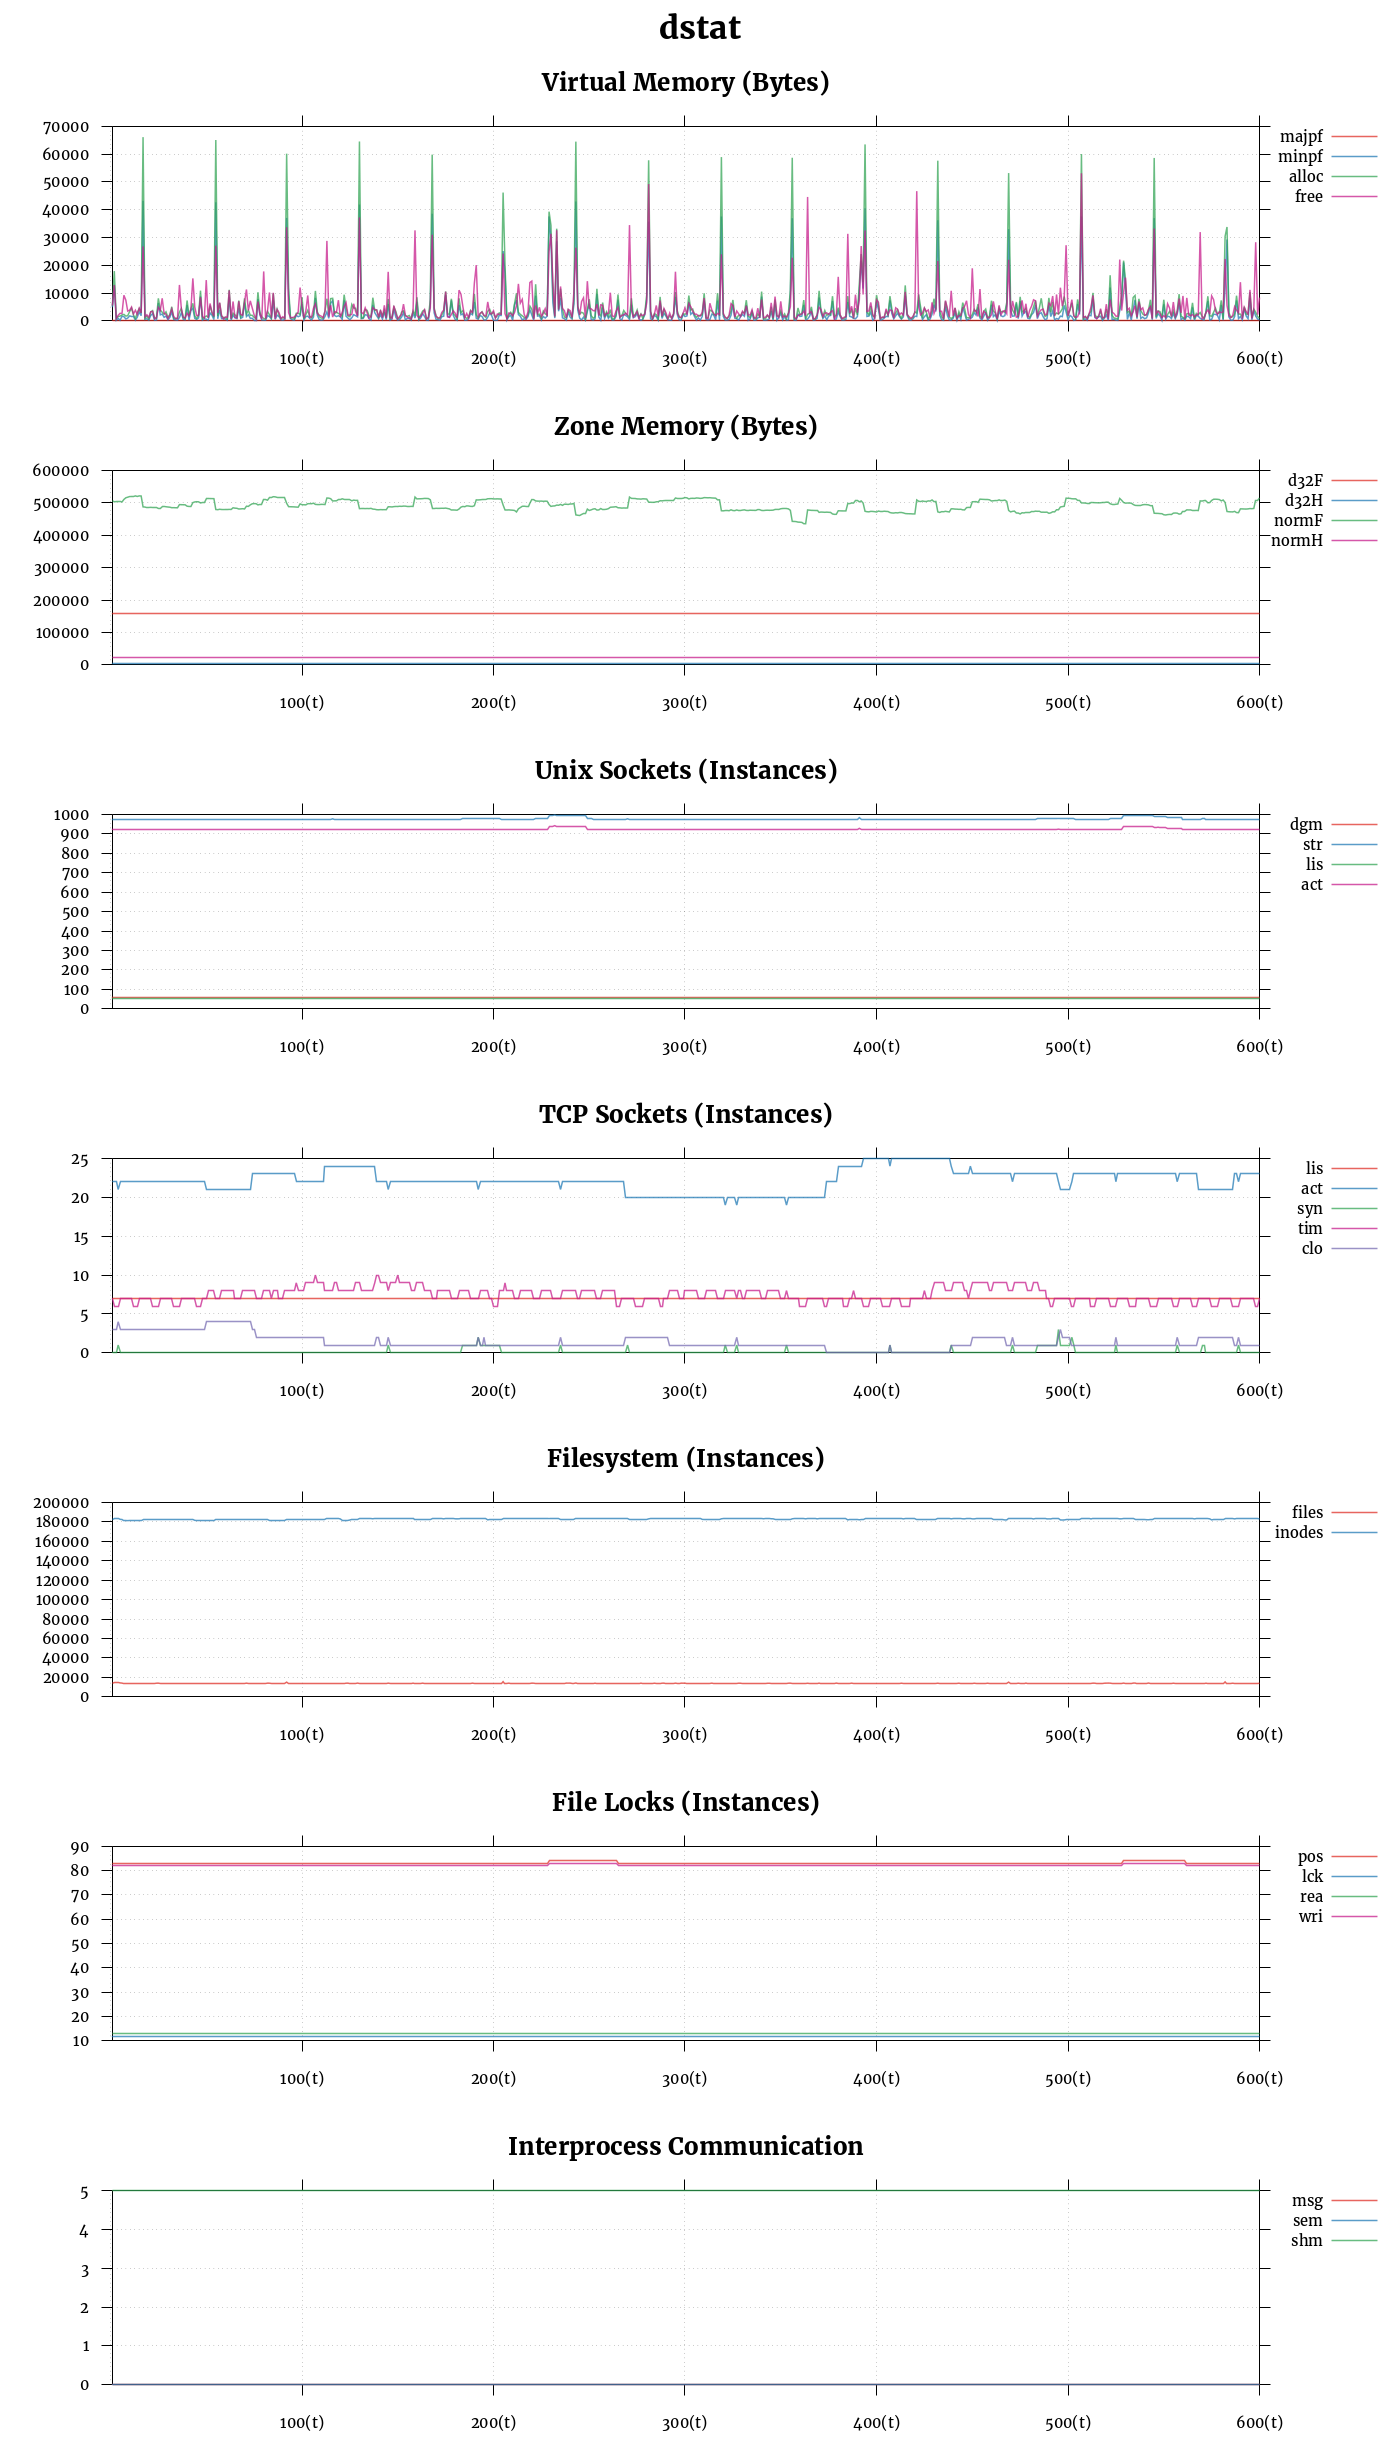 dstat
Virtual Memory (Bytes)
70000
60000
50000
40000
30000
20000
10000
0
100(t) 200(t) 300(t) 400(t) 500(t) 600(t)
majpf
minpf
alloc
free
Zone Memory (Bytes)
600000
500000
400000
300000
200000
100000
0
100(t) 200(t) 300(t) 400(t) 500(t) 600(t)
d32F
d32H
normF
normH
Unix Sockets (Instances)
1000
900
800
700
600
500
400
300
200
100
0
100(t) 200(t) 300(t) 400(t) 500(t) 600(t)
dgm
str
lis
act
TCP Sockets (Instances)
25
20
15
10
5
0
100(t) 200(t) 300(t) 400(t) 500(t) 600(t)
lis
act
syn
tim
clo
Filesystem (Instances)
200000
180000
160000
140000
120000
100000
80000
60000
40000
20000
0
100(t) 200(t) 300(t) 400(t) 500(t) 600(t)
files
inodes
File Locks (Instances)
90
80
70
60
50
40
30
20
10
100(t) 200(t) 300(t) 400(t) 500(t) 600(t)
pos
lck
rea
wri
Interprocess Communication
5
4
3
2
1
0
100(t) 200(t) 300(t) 400(t) 500(t) 600(t)
msg
sem
shm